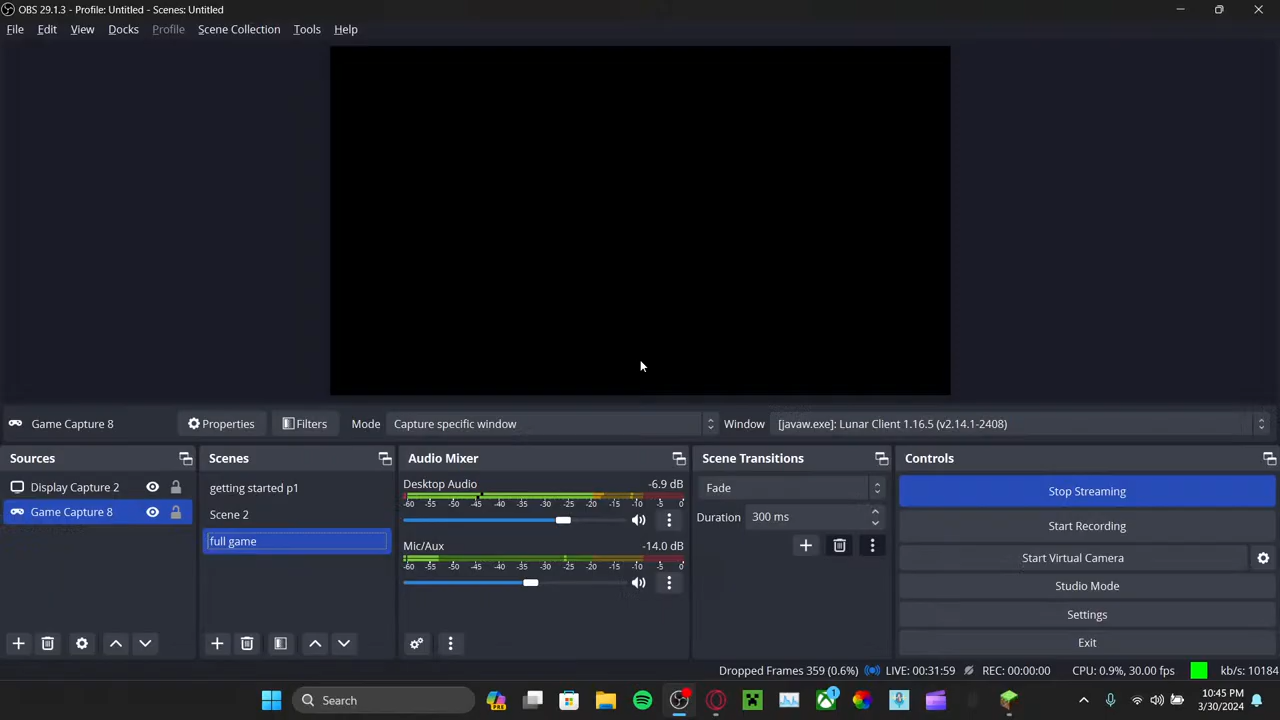 OBS 29.1.3 - Profile: Untitled - Scenes: Untitled
File Edit View Docks Profile Scene Collection Tools Help
Game Capture 8 Properties Filters Mode Capture specific window Window [javaw.exe]: Lunar Client 1.16.5 (v2.14.1-2408)
Sources
Display Capture 2
Game Capture 8
Scenes
getting started p1
Scene 2
full game
Audio Mixer
Desktop Audio -6.9 dB
-60 -55 -50 -45 -40 -35 -30 -25 -20 -15 -10 -5 0
Mic/Aux -14.0 dB
-60 -55 -50 -45 -40 -35 -30 -25 -20 -15 -10 -5 0
Scene Transitions
Fade
Duration 300 ms
Controls
Stop Streaming
Start Recording
Start Virtual Camera
Studio Mode
Settings
Exit
Dropped Frames 359 (0.6%) LIVE: 00:31:59 REC: 00:00:00 CPU: 0.9%, 30.00 fps kb/s: 10184
Search
PRE
1
10:45 PM
3/30/2024